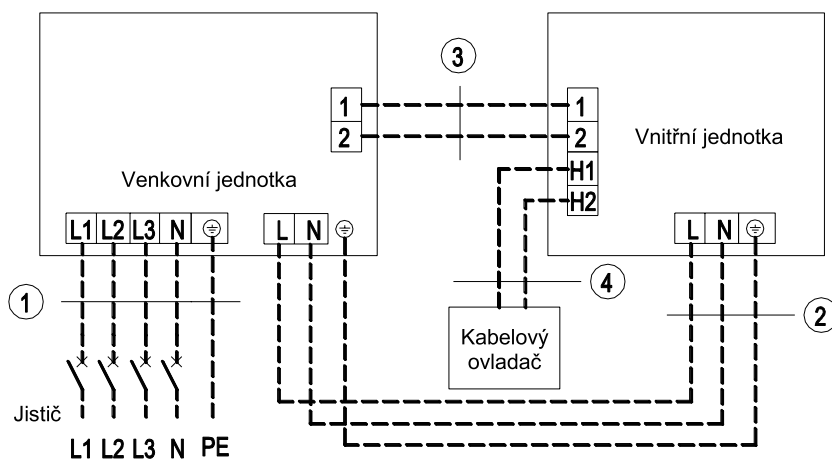 3
1
1
2
2
Vnitřní jednotka
Venkovní jednotka
H1
H2
L1 L2 L3 N
L N
L N
1
4
2
Kabelový
ovladač
Jistič
L1 L2 L3 N PE